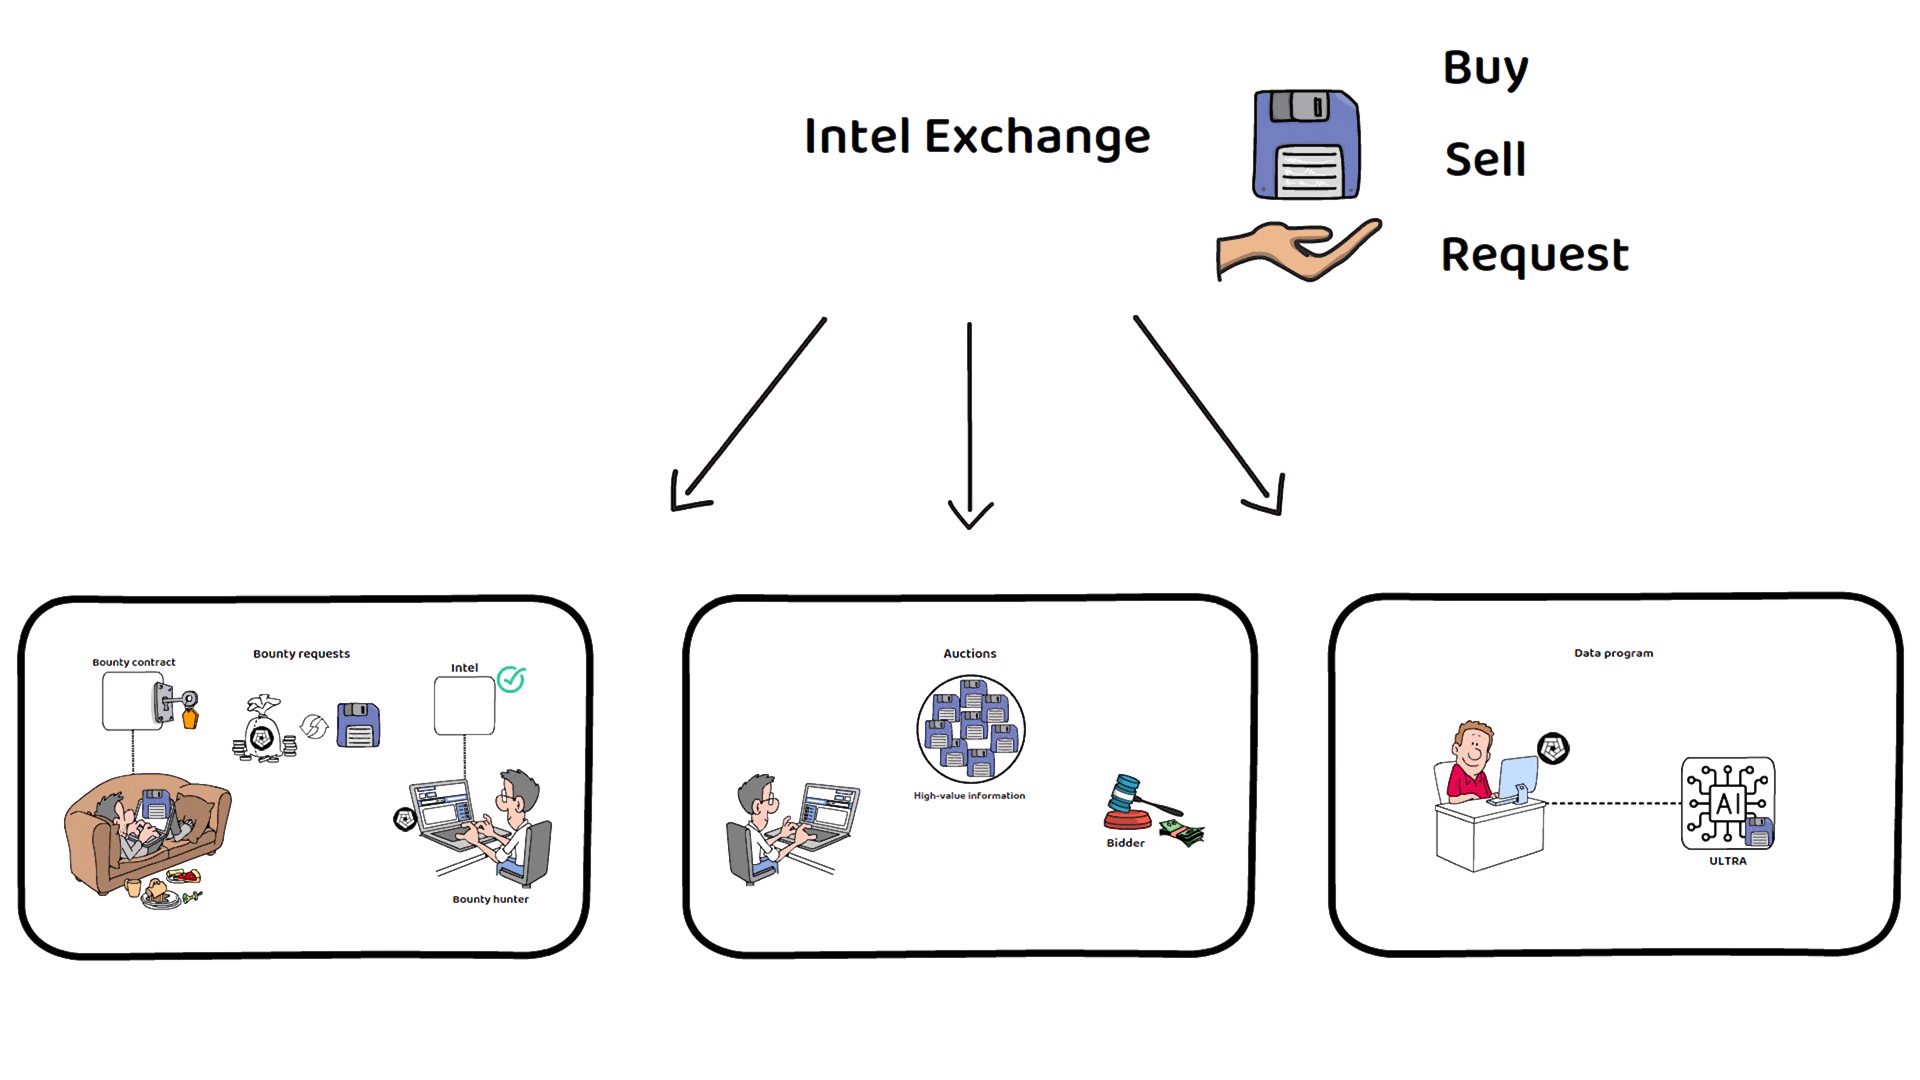 Intel Exchange
Buy
Sell
Request
Bounty requests
Bounty contract
Intel
Bounty hunter
Auctions
High-value information
Bidder
Data program
AI
ULTRA